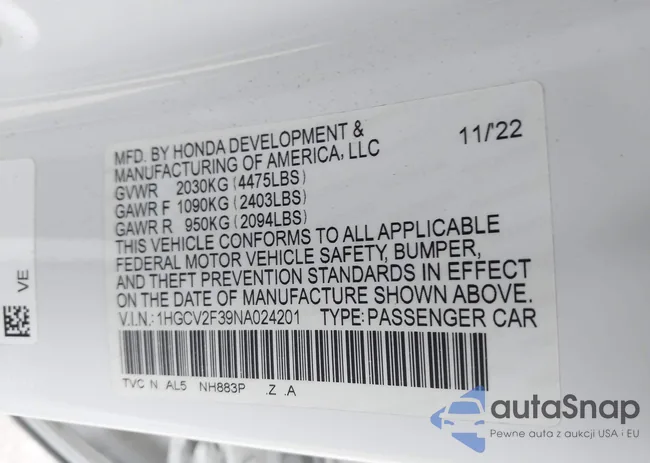 MFD. BY HONDA DEVELOPMENT & 11/'22
MANUFACTURING OF AMERICA, LLC
GVWR 2030KG (4475LBS)
GAWR F 1090KG (2403LBS)
GAWR R 950KG (2094LBS)
THIS VEHICLE CONFORMS TO ALL APPLICABLE
FEDERAL MOTOR VEHICLE SAFETY, BUMPER,
AND THEFT PREVENTION STANDARDS IN EFFECT
ON THE DATE OF MANUFACTURE SHOWN ABOVE.
V.I.N.: 1HGCV2F39NA024201 TYPE: PASSENGER CAR
TVC N AL5 NH883P .Z .A
VE
autaSnap
Pewne auta z aukcji USA i EU